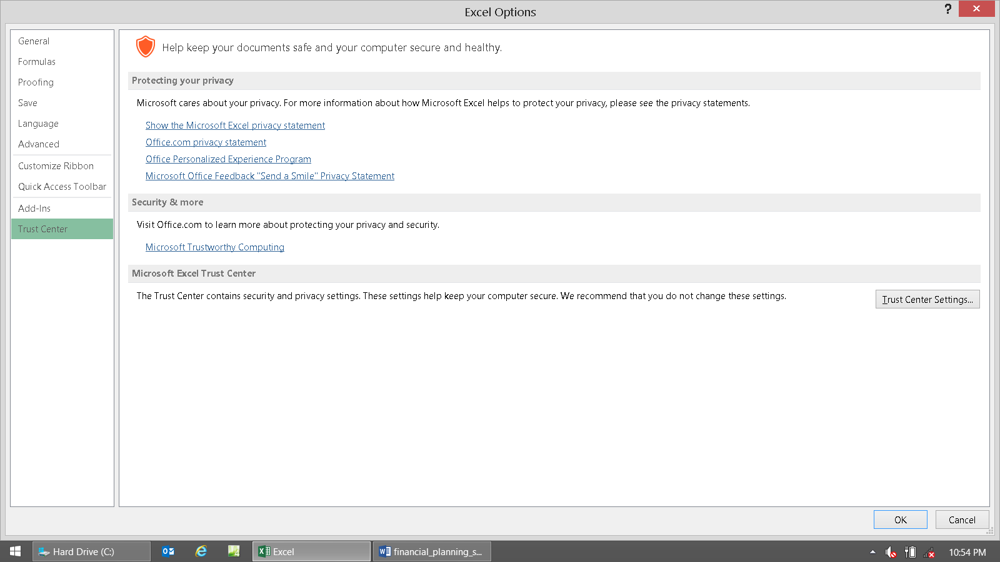 Excel Options
?
General
Formulas
Proofing
Save
Language
Advanced
Customize Ribbon
Quick Access Toolbar
Add-Ins
Trust Center
Help keep your documents safe and your computer secure and healthy.
Protecting your privacy
Microsoft cares about your privacy. For more information about how Microsoft Excel helps to protect your privacy, please see the privacy statements.
Show the Microsoft Excel privacy statement
Office.com privacy statement
Office Personalized Experience Program
Microsoft Office Feedback "Send a Smile" Privacy Statement
Security & more
Visit Office.com to learn more about protecting your privacy and security.
Microsoft Trustworthy Computing
Microsoft Excel Trust Center
The Trust Center contains security and privacy settings. These settings help keep your computer secure. We recommend that you do not change these settings.
Trust Center Settings...
OK
Cancel
Hard Drive (C:)
Excel
financial_planning_s...
10:54 PM